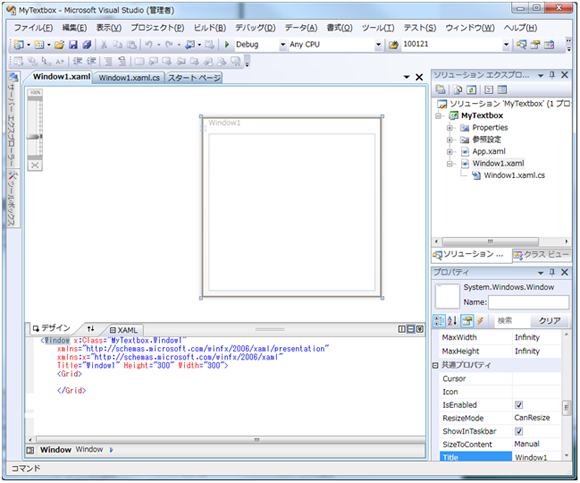 MyTextbox - Microsoft Visual Studio (管理者)
ファイル(F) 編集(E) 表示(V) プロジェクト(P) ビルド(B) デバッグ(D) データ(A) 書式(O) ツール(T) テスト(S) ウィンドウ(W) ヘルプ(H)
Debug Any CPU 100121
サーバー エクスプローラー
ツールボックス
Window1.xaml Window1.xaml.cs スタート ページ
100%
Window1
デザイン XAML
<Window x:Class="MyTextbox.Window1"
xmlns="http://schemas.microsoft.com/winfx/2006/xaml/presentation"
xmlns:x="http://schemas.microsoft.com/winfx/2006/xaml"
Title="Window1" Height="300" Width="300">
<Grid>
</Grid>
Window Window
コマンド
ソリューション エクスプロ...
ソリューション 'MyTextbox' (1 プロ
MyTextbox
Properties
参照設定
App.xaml
Window1.xaml
Window1.xaml.cs
ソリューション ... クラス ビュー
プロパティ
System.Windows.Window
Name:
検索 クリア
MaxWidth Infinity
MaxHeight Infinity
共通プロパティ
Cursor
Icon
IsEnabled
ResizeMode CanResize
ShowInTaskbar
SizeToContent Manual
Title Window1